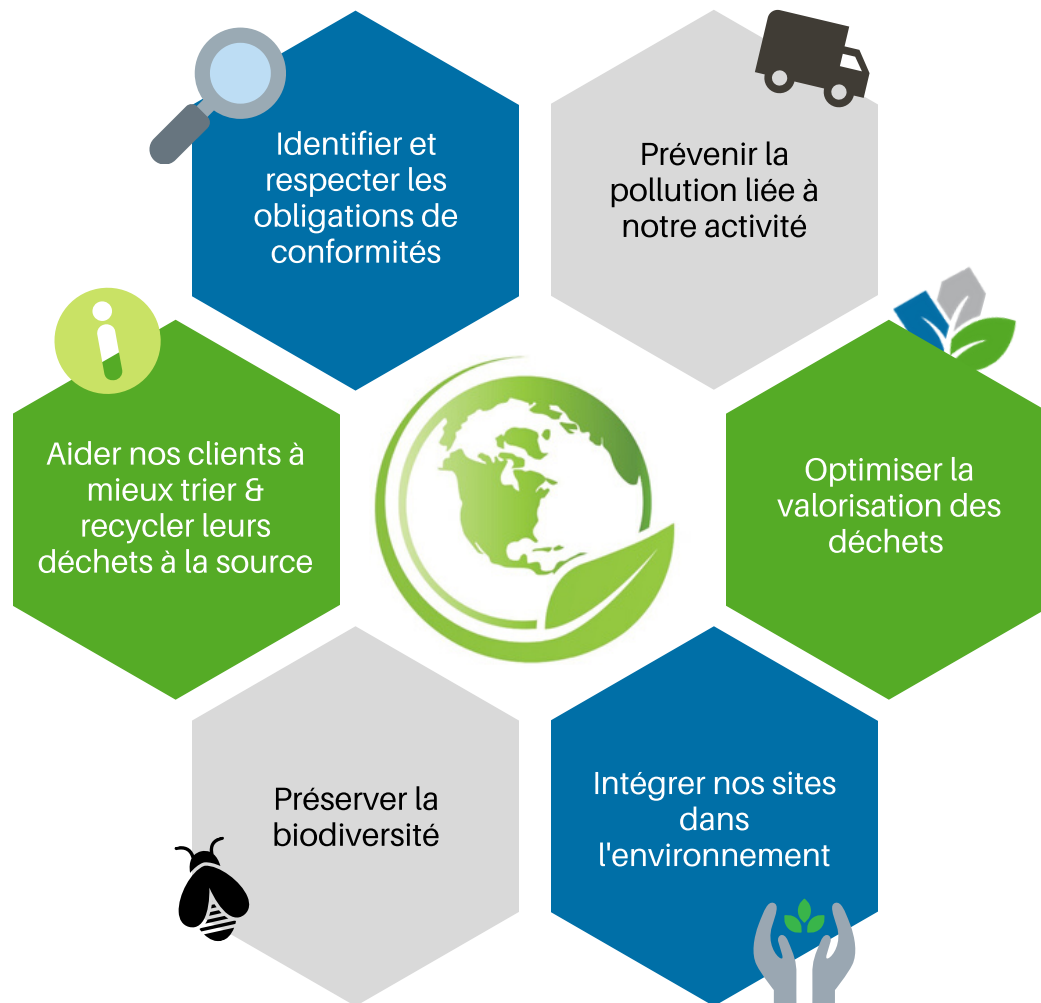 Identifier et
respecter les
obligations de
conformités
Prévenir la
pollution liée à
notre activité
Aider nos clients à
mieux trier &
recycler leurs
déchets à la source
Optimiser la
valorisation des
déchets
Préserver la
biodiversité
Intégrer nos sites
dans
l'environnement